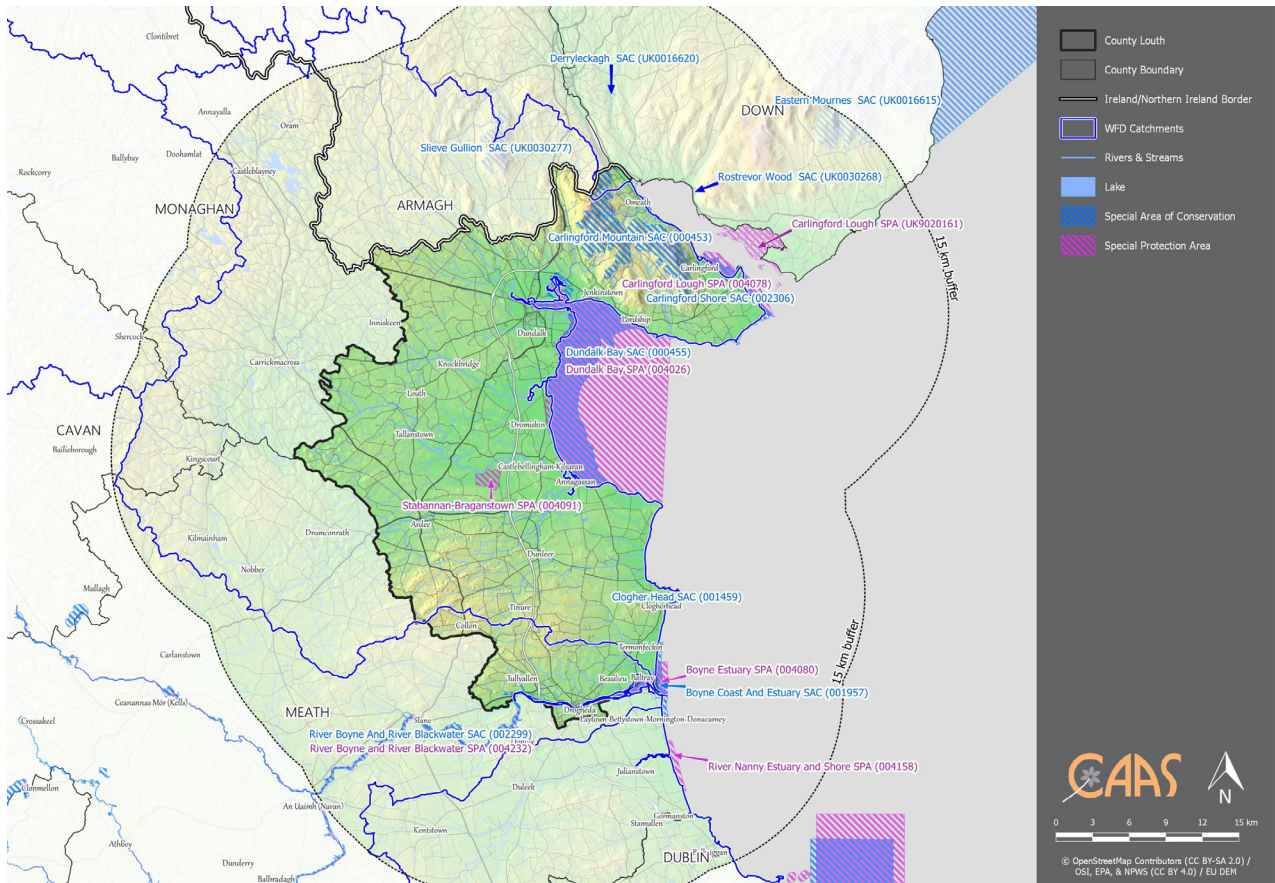 Clontibret
Derryleckagh SAC (UK0016620)
Eastern Mournes SAC (UK0016615)
DOWN
Annayalla
Oram
Doohamlat
Ballybay
Castleblayney
Rockcorry
Slieve Gullion SAC (UK0030277)
Rostrevor Wood SAC (UK0030268)
MONAGHAN
ARMAGH
Omeath
Carlingford Lough SPA (UK9020161)
Carlingford Mountain SAC (000453)
15 km buffer
Carlingford
Carlingford Lough SPA (004078)
Jenkinstown
Carlingford Shore SAC (002306)
Lordship
Inniskeen
Dundalk
Shercock
Dundalk Bay SAC (000455)
Dundalk Bay SPA (004026)
Carrickmacross
Knockbridge
Louth
Dromiskin
CAVAN
Tallanstown
Bailieborough
Kingscourt
Castlebellingham-Kilsaran
Annagassan
Stabannan-Braganstown SPA (004091)
Ardee
Drumconrath
Kilmainham
Dunleer
Nobber
Mullagh
Clogher Head SAC (001459)
Clogherhead
Tinure
Collon
Termonfeckin
Carlanstown
15 km buffer
Boyne Estuary SPA (004080)
Tullyallen
Beaulieu
Baltray
Boyne Coast And Estuary SAC (001957)
Ceanannas Mór (Kells)
MEATH
Drogheda
Laytown-Bettystown-Mornington-Donacarney
Crossakeel
Slane
River Boyne And River Blackwater SAC (002299)
River Boyne and River Blackwater SPA (004232)
River Nanny Estuary and Shore SPA (004158)
Julianstown
Clonmellon
Duleek
An Uaimh (Navan)
Gormanston
Stamullen
Kentstown
Athboy
DUBLIN
Dunderry
Balbradagh
County Louth
County Boundary
Ireland/Northern Ireland Border
WFD Catchments
Rivers & Streams
Lake
Special Area of Conservation
Special Protection Area
CAAS
N
0 3 6 9 12 15 km
© OpenStreetMap Contributors (CC BY-SA 2.0) /
OSI, EPA, & NPWS (CC BY 4.0) / EU DEM